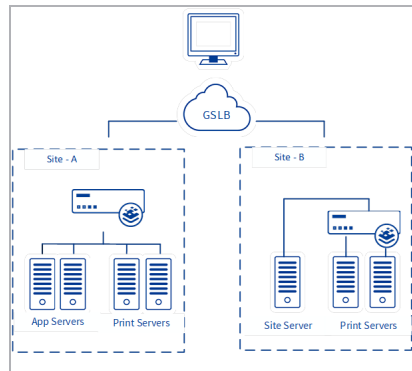 GSLB
Site - A
Site - B
App Servers
Print Servers
Site Server
Print Servers